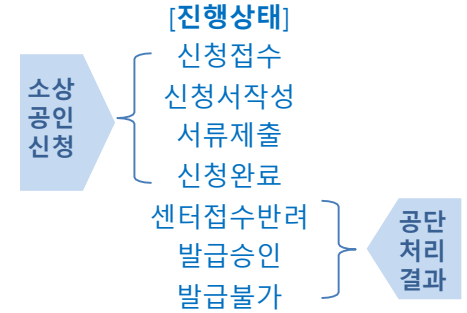 [진행상태]
신청접수
신청서작성
서류제출
신청완료
소상
공인
신청
센터접수반려
발급승인
발급불가
공단
처리
결과